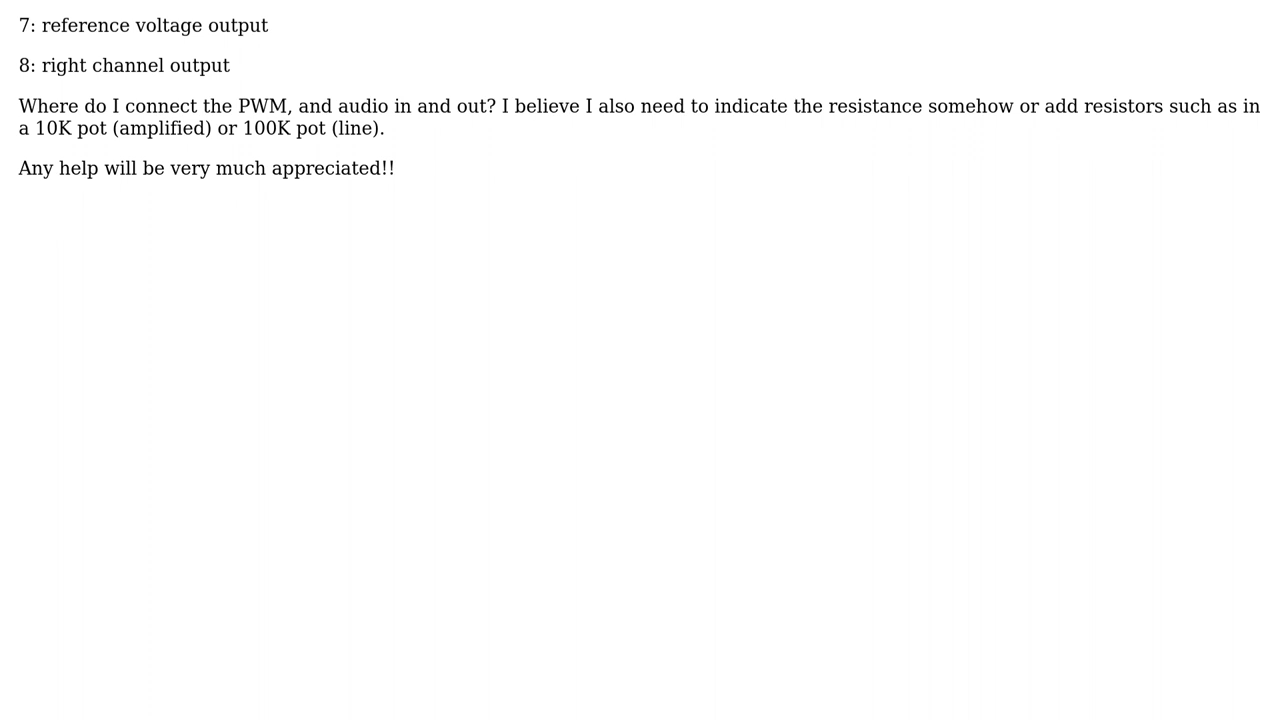 7: reference voltage output
8: right channel output
Where do I connect the PWM, and audio in and out? I believe I also need to indicate the resistance somehow or add resistors such as in
a 10K pot (amplified) or 100K pot (line).
Any help will be very much appreciated!!